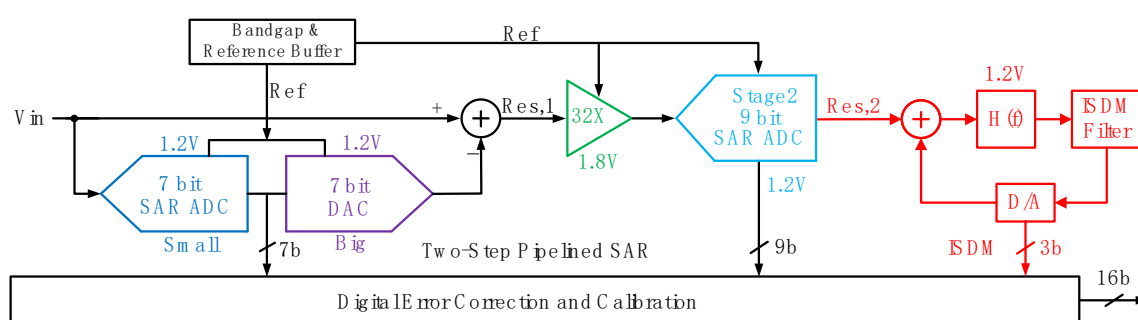 Bandgap &
Reference Buffer
Ref
Ref
1.2V
Vin
+
Res,1
32X
Stage2
9 bit
SAR ADC
Res,2
H(f)
ISDM
Filter
−
1.2V
1.2V
1.8V
7 bit
SAR ADC
7 bit
DAC
1.2V
D/A
Small
7b
Big
Two-Step Pipelined SAR
9b
ISDM
3b
Digital Error Correction and Calibration
16b